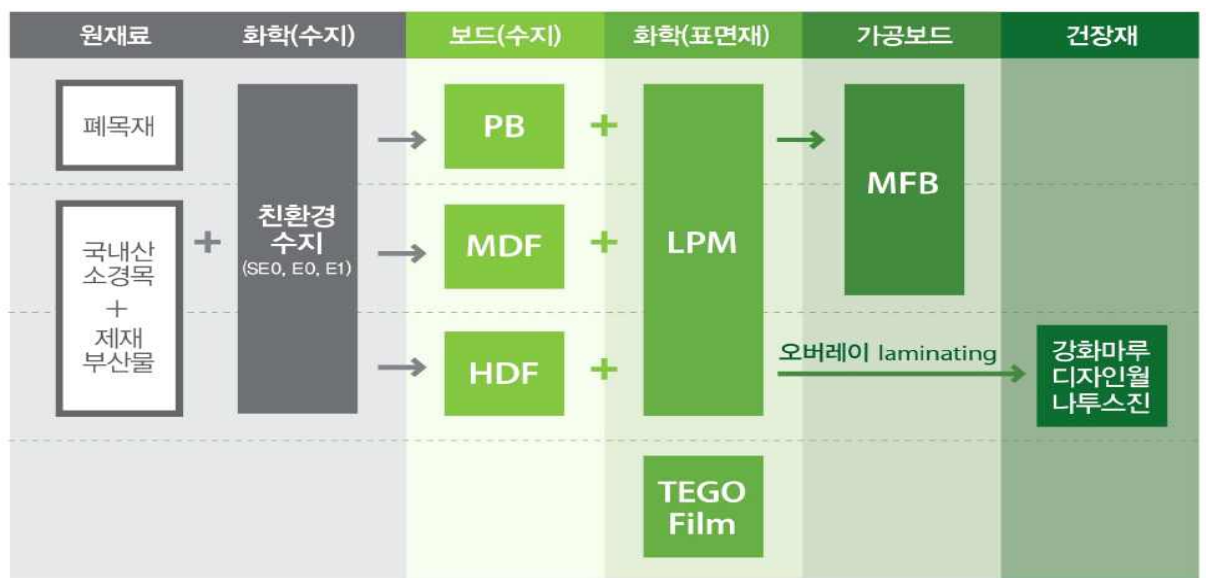 원재료
화학(수지)
보드(수지)
화학(표면재)
가공보드
건장재
폐목재
국내산
소경목
+
제재
부산물
+
친환경
수지
(SE0, E0, E1)
PB
+
MDF
+
HDF
+
LPM
TEGO
Film
MFB
오버레이 laminating
강화마루
디자인월
나투스진